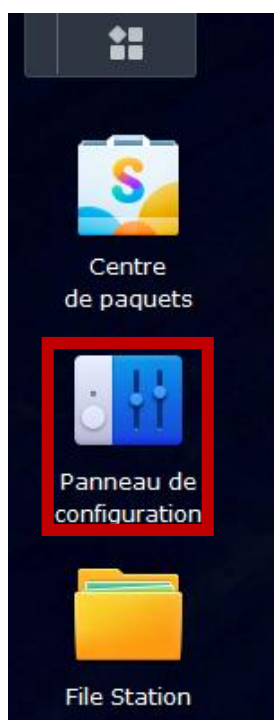 Centre
de paquets
Panneau de
configuration
File Station